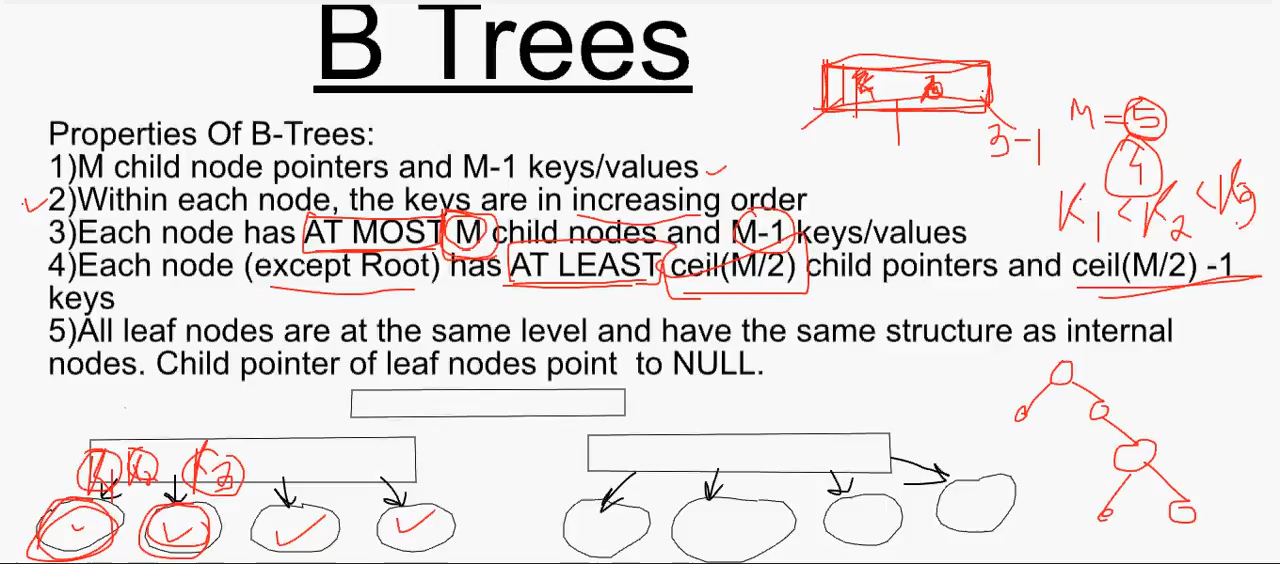 B Trees
M = 5
4
3-1
K1 < K2 < K3
Properties Of B-Trees:
1)M child node pointers and M-1 keys/values
2)Within each node, the keys are in increasing order
3)Each node has AT MOST M child nodes and M-1 keys/values
4)Each node (except Root) has AT LEAST ceil(M/2) child pointers and ceil(M/2) -1
keys
5)All leaf nodes are at the same level and have the same structure as internal
nodes. Child pointer of leaf nodes point to NULL.